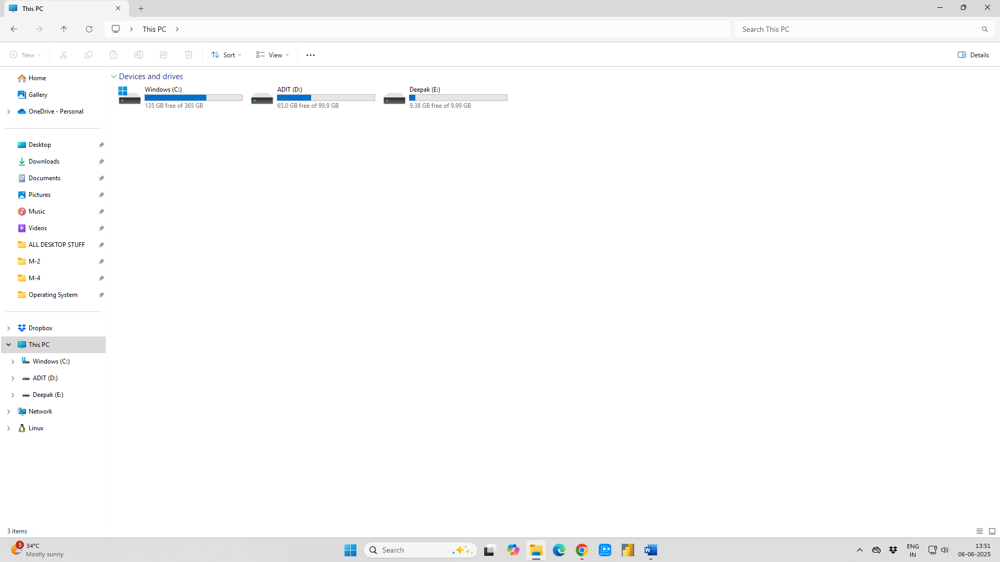 This PC
This PC
Search This PC
New
Sort
View
Details
Home
Gallery
OneDrive - Personal
Desktop
Downloads
Documents
Pictures
Music
Videos
ALL DESKTOP STUFF
M-2
M-4
Operating System
Dropbox
This PC
Windows (C:)
ADIT (D:)
Deepak (E:)
Network
Linux
Devices and drives
Windows (C:)
135 GB free of 365 GB
ADIT (D:)
65.0 GB free of 99.9 GB
Deepak (E:)
9.38 GB free of 9.99 GB
3 items
5
34°C
Mostly sunny
Search
ENG
IN
13:51
06-06-2025